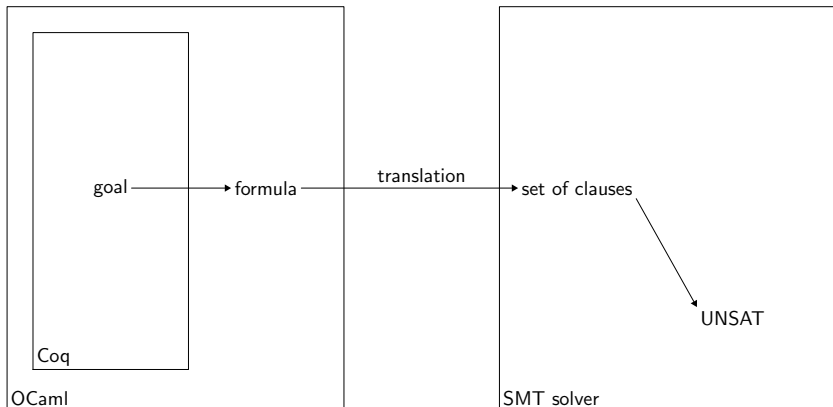 translation
goal
formula
set of clauses
UNSAT
Coq
OCaml
SMT solver